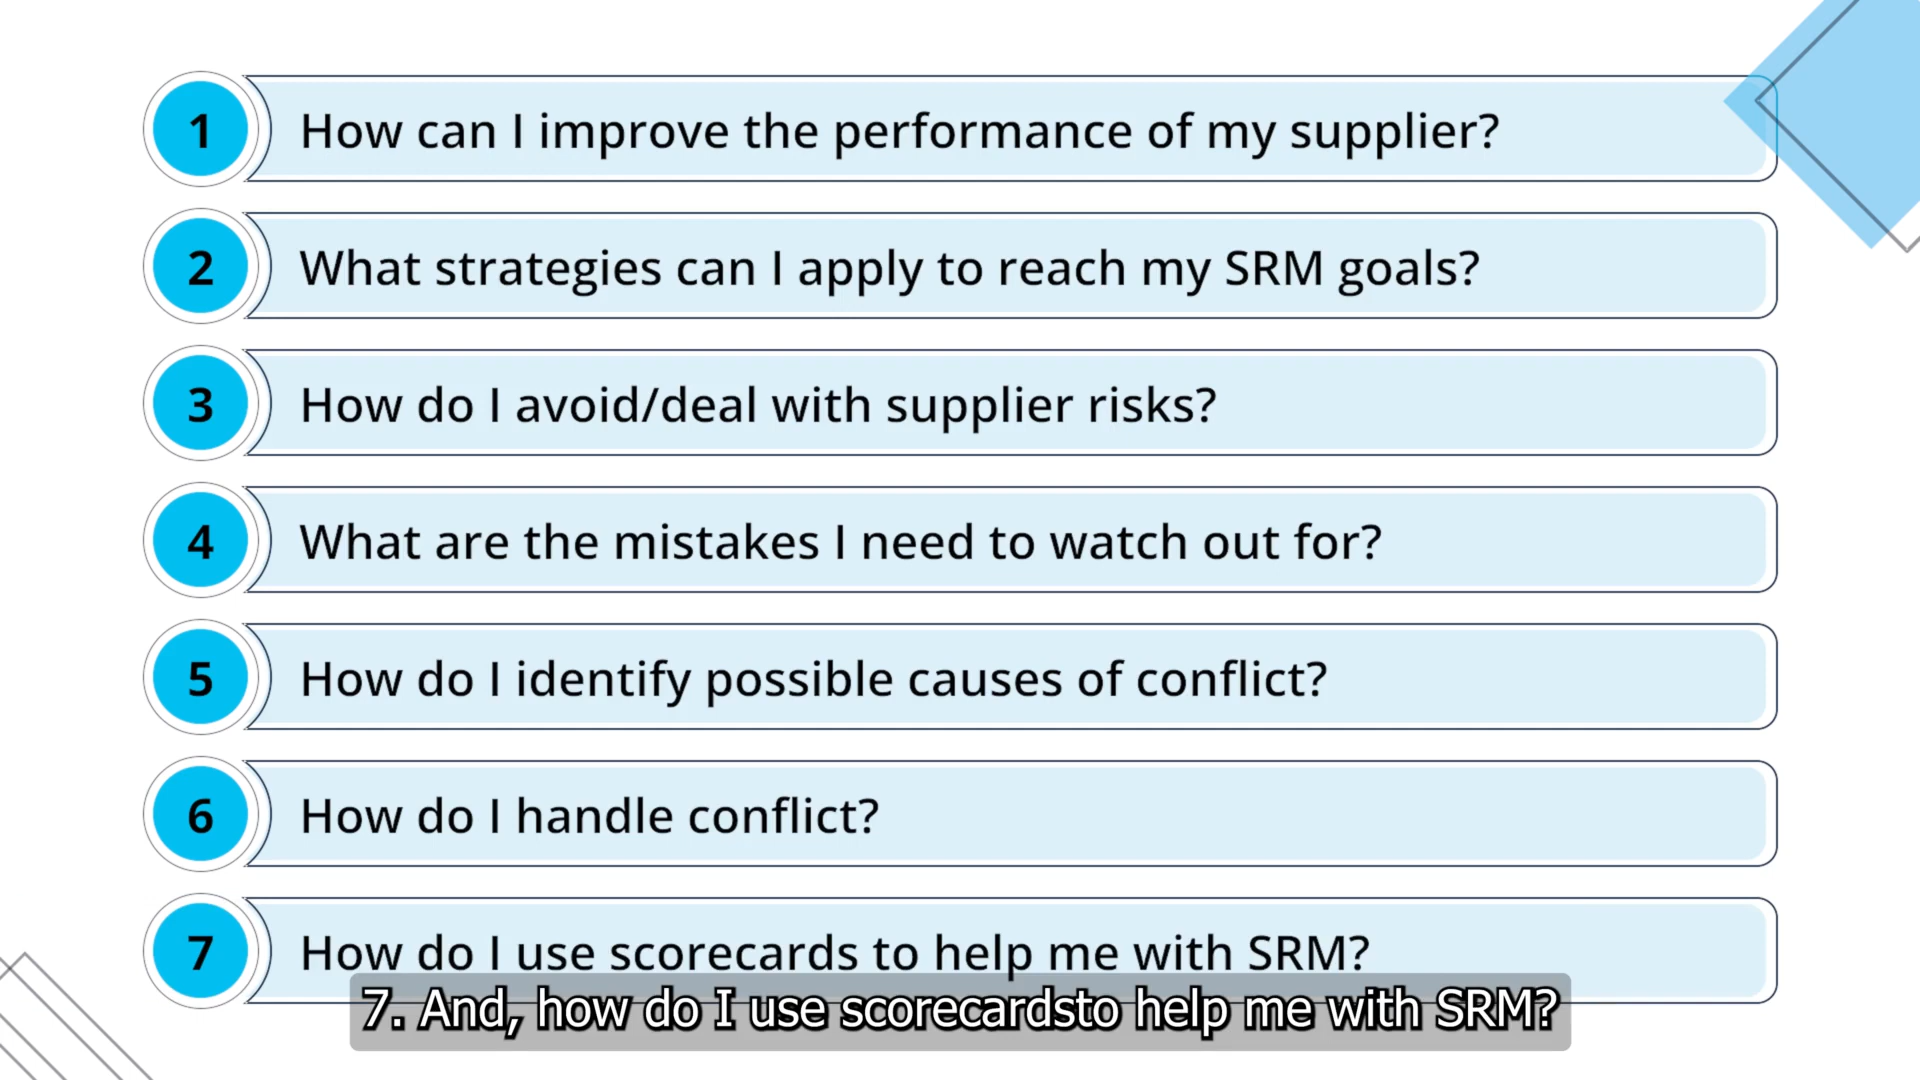 1 How can I improve the performance of my supplier?
2 What strategies can I apply to reach my SRM goals?
3 How do I avoid/deal with supplier risks?
4 What are the mistakes I need to watch out for?
5 How do I identify possible causes of conflict?
6 How do I handle conflict?
7 How do I use scorecards to help me with SRM?
7. And, how do I use scorecardsto help me with SRM?